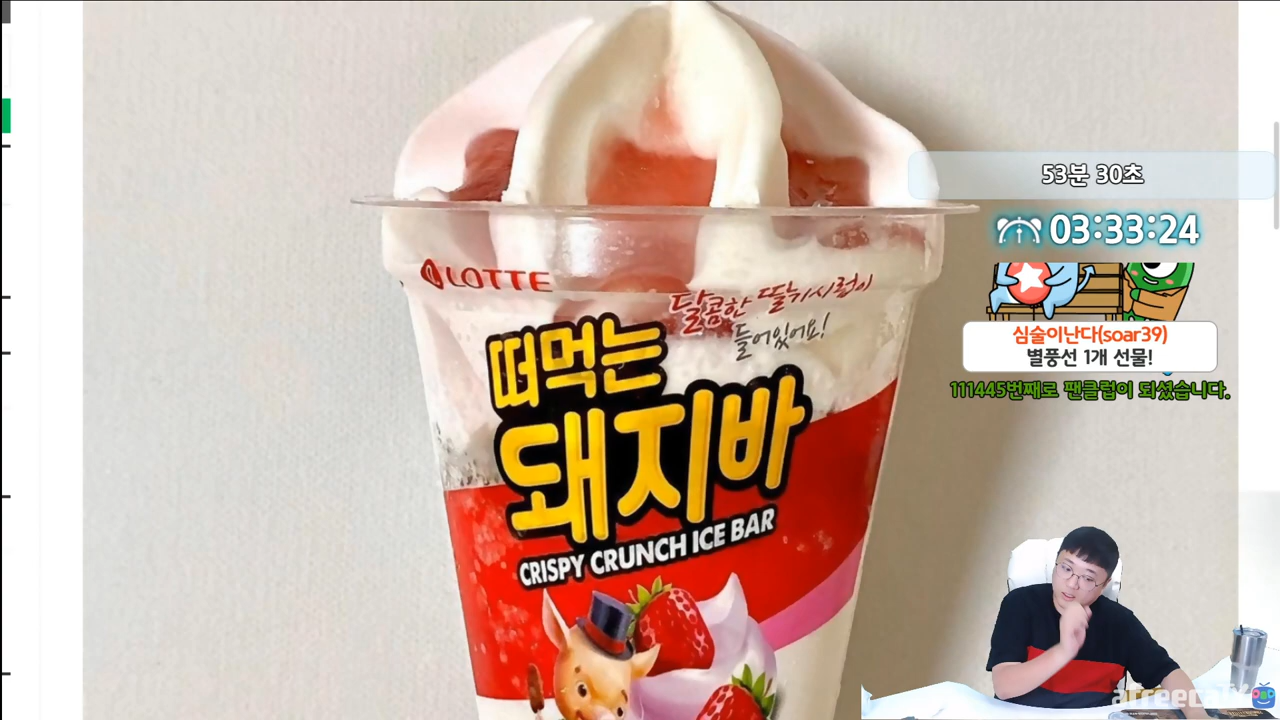 LOTTE
달콤한 딸기시럽이
들어있어요!
떠먹는
돼지바
CRISPY CRUNCH ICE BAR
53분 30초
03:33:24
심술이난다(soar39)
별풍선 1개 선물!
111445번째로 팬클럽이 되셨습니다.
afreecaTV